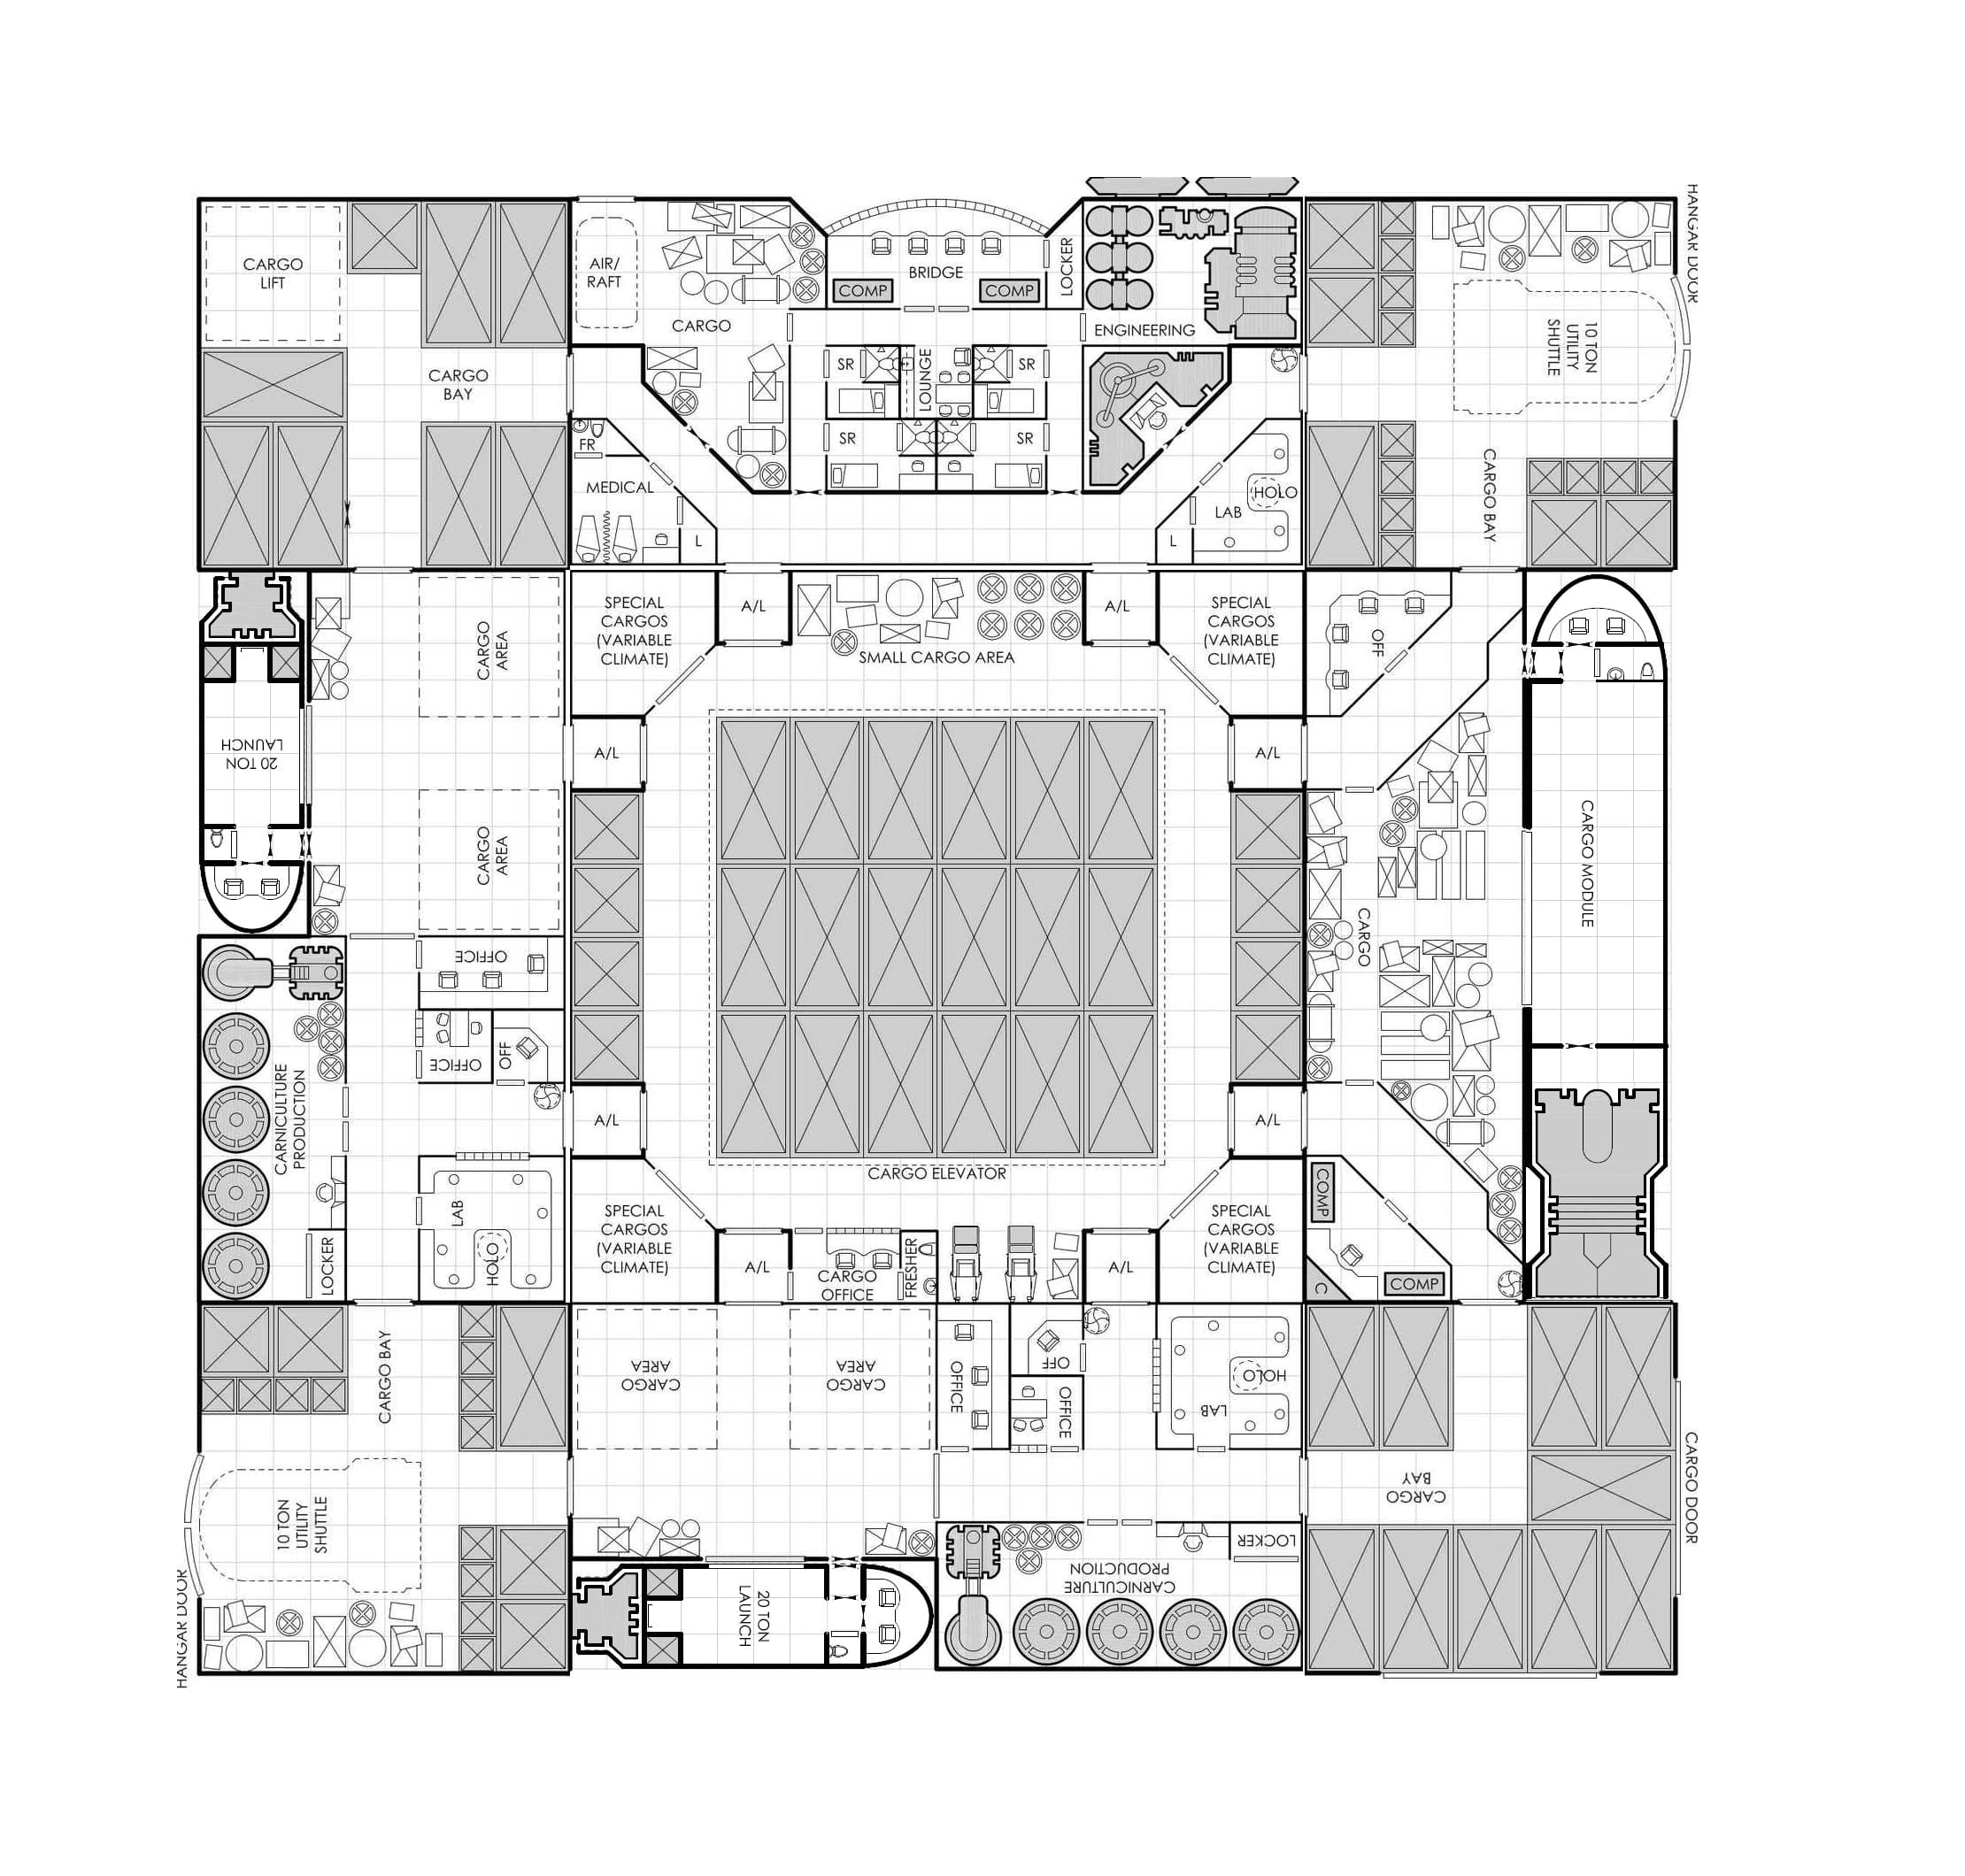 HANGAR DOOR
CARGO
LIFT
AIR/
RAFT
CARGO
BRIDGE
COMP
COMP
LOCKER
ENGINEERING
10 TON
UTILITY
SHUTTLE
CARGO
BAY
SR
LOUNGE
SR
SR
SR
FR
MEDICAL
L
LAB
HOLO
L
CARGO BAY
SPECIAL
CARGOS
(VARIABLE
CLIMATE)
A/L
SMALL CARGO AREA
A/L
SPECIAL
CARGOS
(VARIABLE
CLIMATE)
CARGO
AREA
OFF
20 TON
LAUNCH
A/L
A/L
CARGO
AREA
CARGO MODULE
CARGO
OFFICE
OFFICE
OFF
CARNICULTURE
PRODUCTION
A/L
A/L
CARGO ELEVATOR
LAB
HOLO
LOCKER
SPECIAL
CARGOS
(VARIABLE
CLIMATE)
A/L
CARGO
OFFICE
FRESHER
A/L
SPECIAL
CARGOS
(VARIABLE
CLIMATE)
COMP
COMP
C
CARGO BAY
CARGO
AREA
CARGO
AREA
OFFICE
OFF
OFFICE
HOLO
LAB
CARGO
BAY
CARGO DOOR
10 TON
UTILITY
SHUTTLE
HANGAR DOOR
20 TON
LAUNCH
CARNICULTURE
PRODUCTION
LOCKER